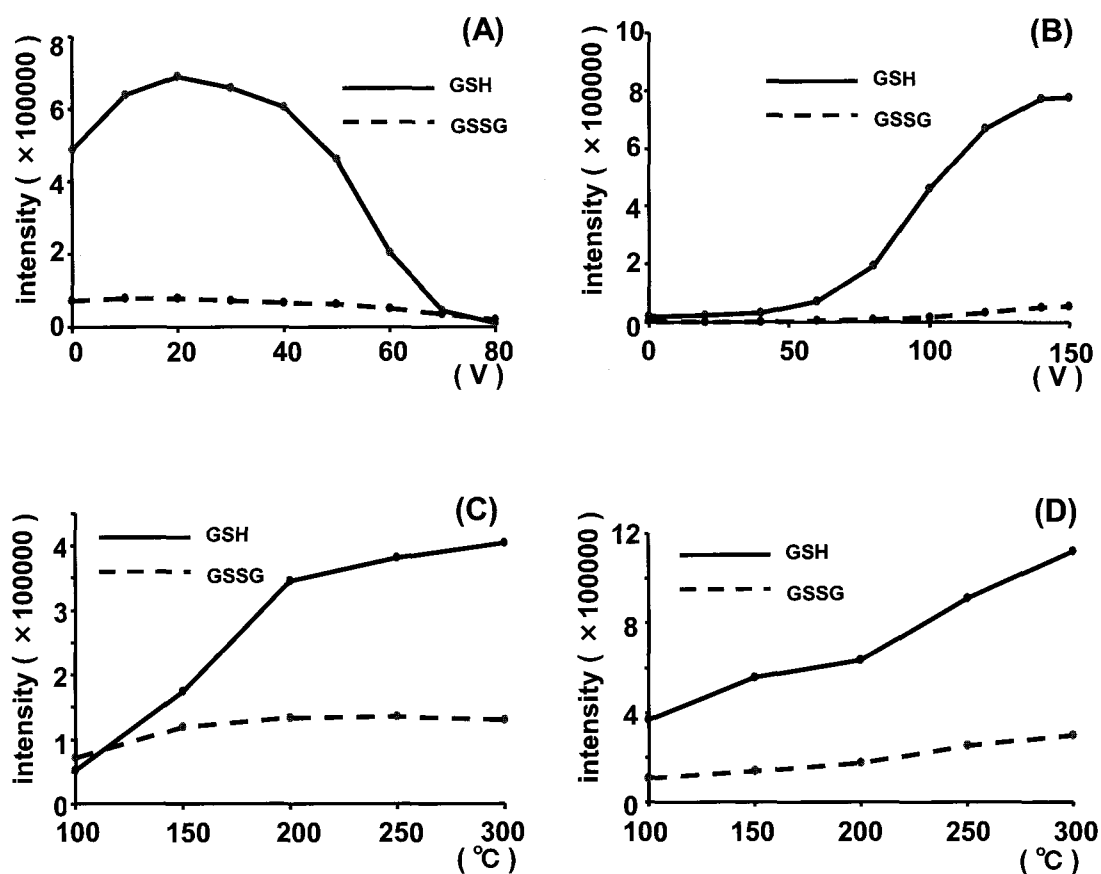 (A)
intensity ( × 100000)
8
6
4
2
0
GSH
GSSG
0 20 40 60 80
( V )
(B)
intensity ( × 100000)
10
8
6
4
2
0
GSH
GSSG
0 50 100 150
( V )
(C)
intensity ( × 100000)
4
3
2
1
0
GSH
GSSG
100 150 200 250 300
( °C )
(D)
intensity ( × 100000)
12
8
4
0
GSH
GSSG
100 150 200 250 300
( °C )